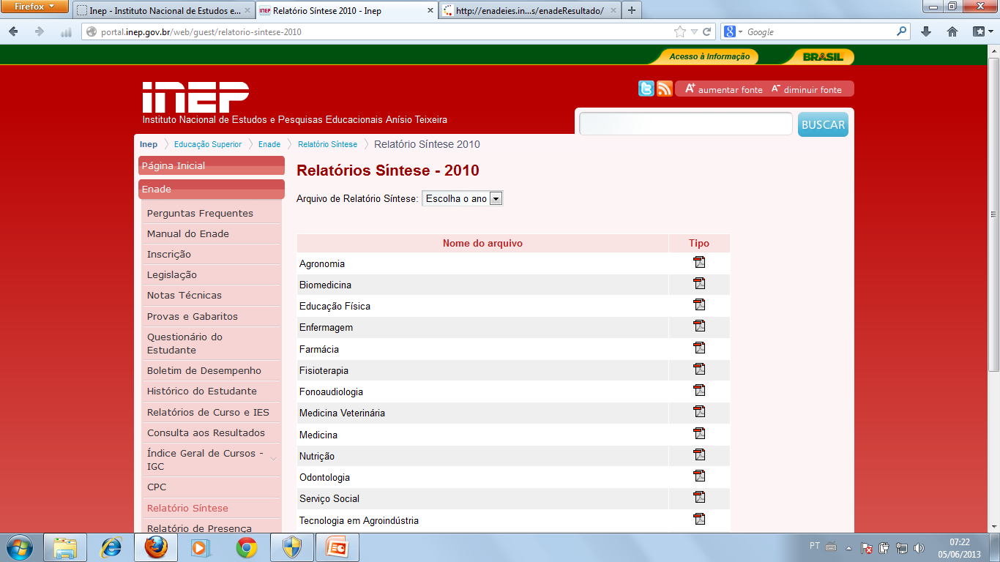 Firefox
Inep - Instituto Nacional de Estudos e...
Relatório Síntese 2010 - Inep
http://enadeies.in...s/enadeResultado/
portal.inep.gov.br/web/guest/relatorio-sintese-2010
Google
Acesso à Informação
BRASIL
inep
Instituto Nacional de Estudos e Pesquisas Educacionais Anísio Teixeira
A+ aumentar fonte A- diminuir fonte
BUSCAR
Inep Educação Superior Enade Relatório Síntese Relatório Síntese 2010
Página Inicial
Enade
Perguntas Frequentes
Manual do Enade
Inscrição
Legislação
Notas Técnicas
Provas e Gabaritos
Questionário do
Estudante
Boletim de Desempenho
Histórico do Estudante
Relatórios de Curso e IES
Consulta aos Resultados
Índice Geral de Cursos -
IGC
CPC
Relatório Síntese
Relatório de Presença
Relatórios Síntese - 2010
Arquivo de Relatório Síntese: Escolha o ano
Nome do arquivo Tipo
Agronomia
Biomedicina
Educação Física
Enfermagem
Farmácia
Fisioterapia
Fonoaudiologia
Medicina Veterinária
Medicina
Nutrição
Odontologia
Serviço Social
Tecnologia em Agroindústria
PT
07:22
05/06/2013